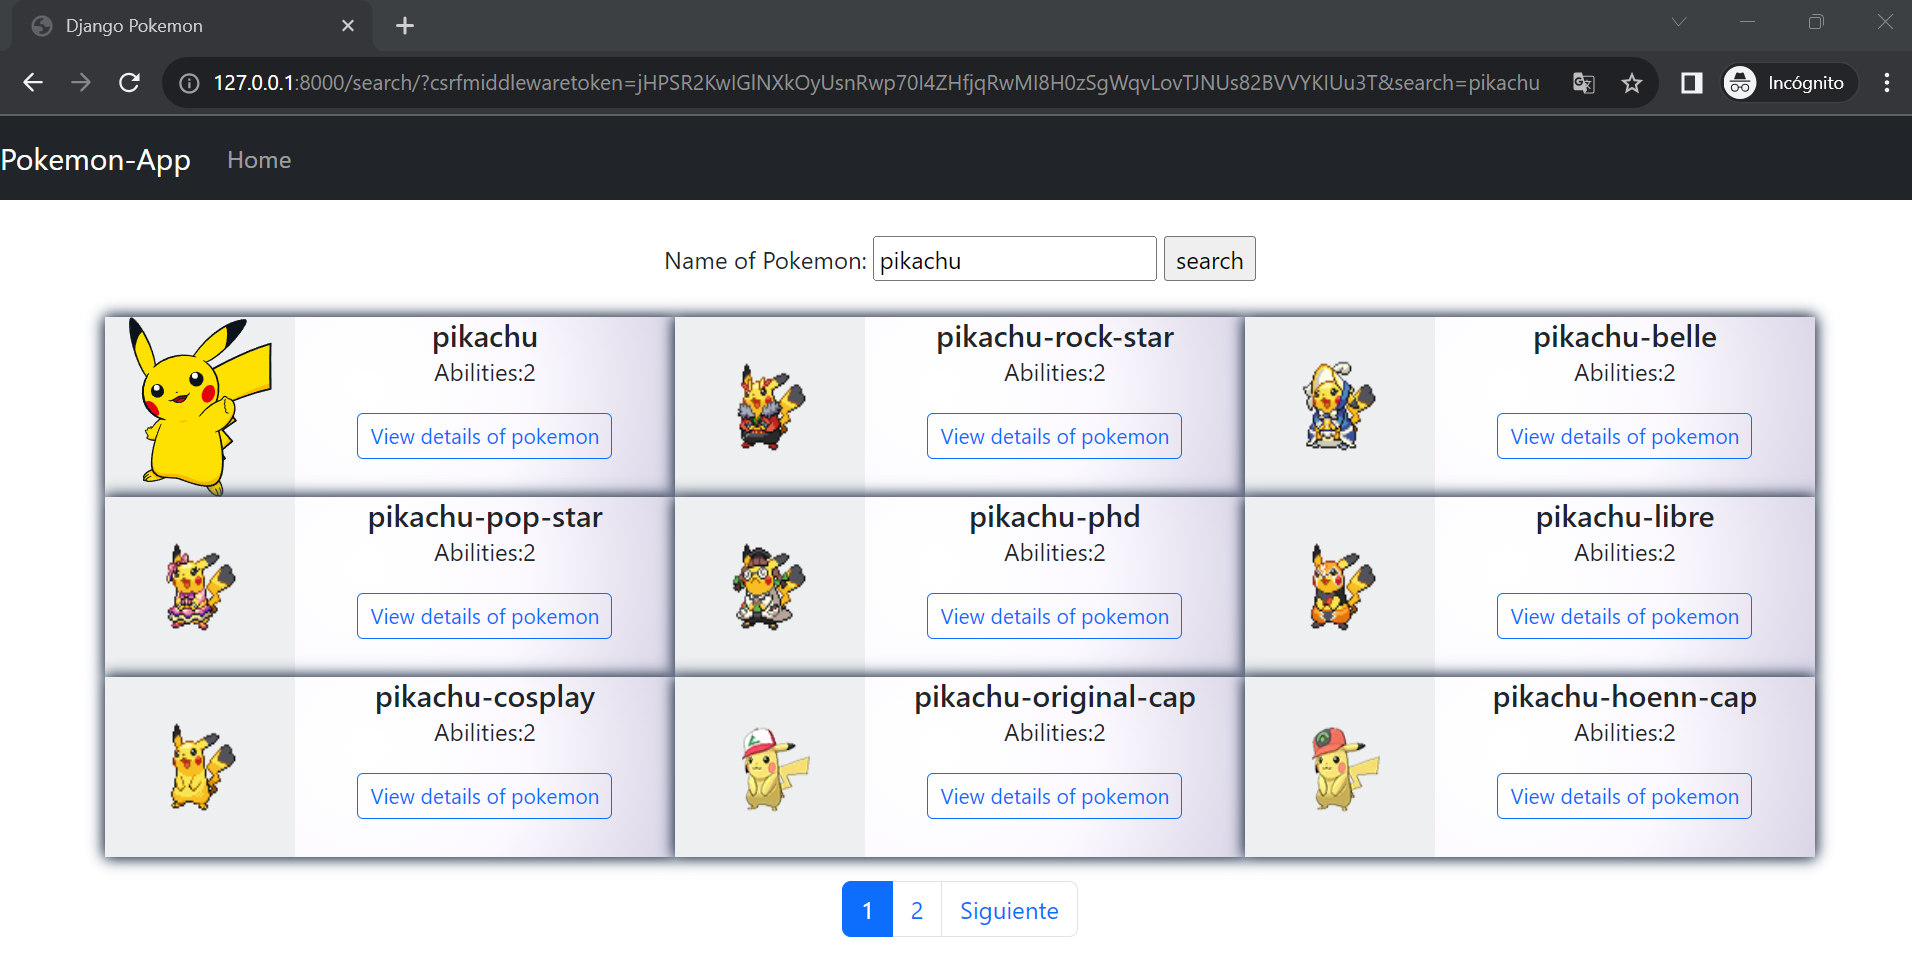 Django Pokemon
127.0.0.1:8000/search/?csrfmiddlewaretoken=jHPSR2KwIGlNXkOyUsnRwp70I4ZHfjqRwMI8H0zSgWqvLovTJNUs82BVVYKIUu3T&search=pikachu
Incógnito
Pokemon-App Home
Name of Pokemon: pikachu search
pikachu
Abilities:2
View details of pokemon
pikachu-rock-star
Abilities:2
View details of pokemon
pikachu-belle
Abilities:2
View details of pokemon
pikachu-pop-star
Abilities:2
View details of pokemon
pikachu-phd
Abilities:2
View details of pokemon
pikachu-libre
Abilities:2
View details of pokemon
pikachu-cosplay
Abilities:2
View details of pokemon
pikachu-original-cap
Abilities:2
View details of pokemon
pikachu-hoenn-cap
Abilities:2
View details of pokemon
1 2 Siguiente